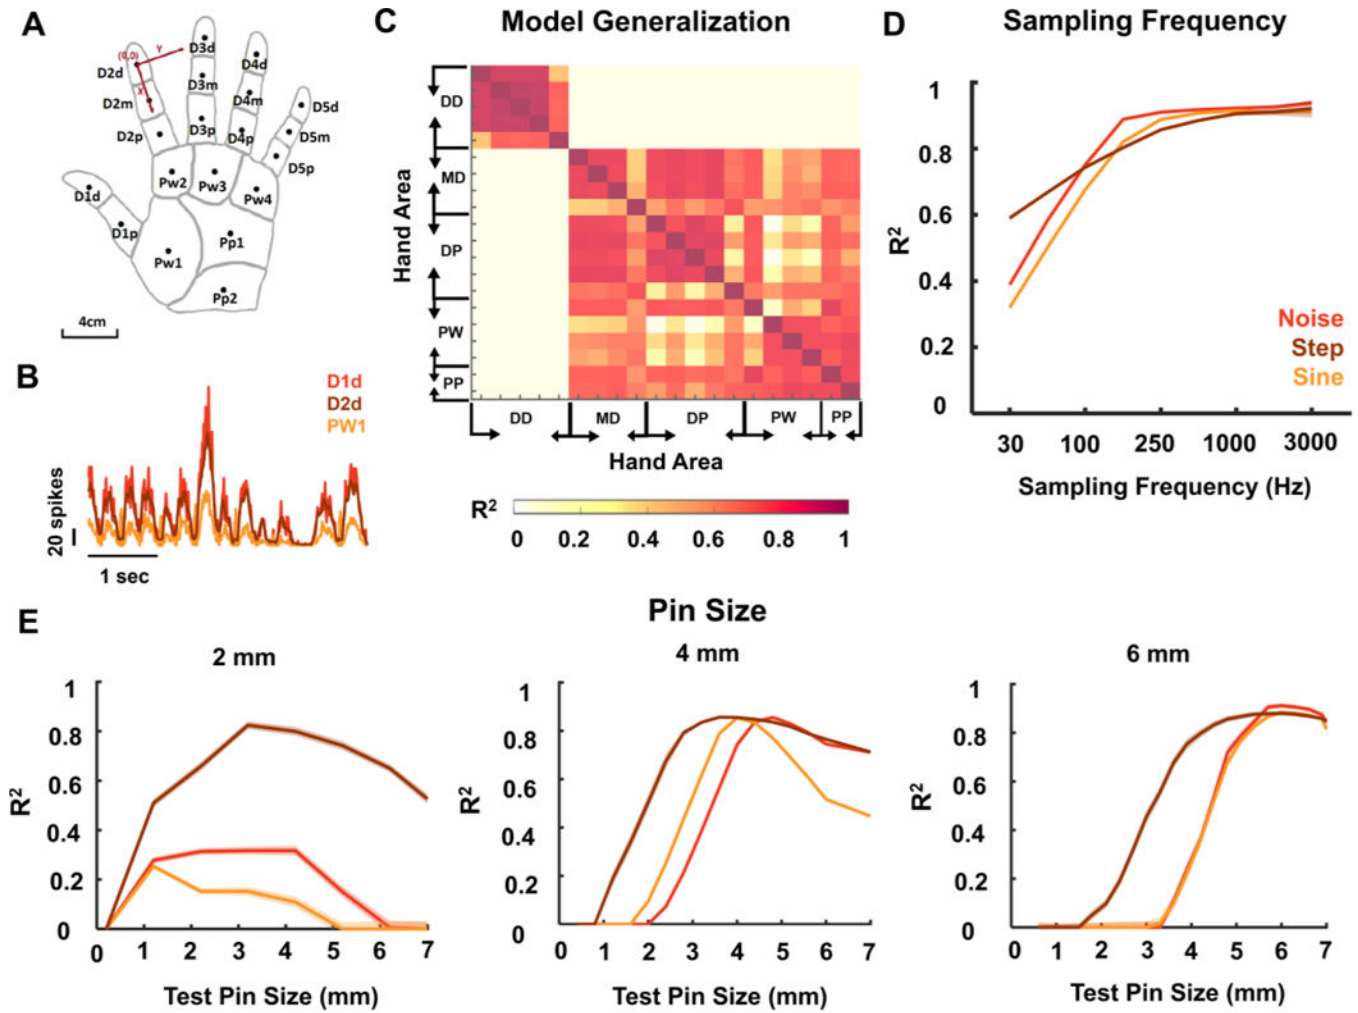 A
(0,0)
Y
X
D2d
D2m
D2p
D3d
D3m
D3p
D4d
D4m
D4p
D5d
D5m
D5p
D1d
D1p
Pw2
Pw3
Pw4
Pw1
Pp1
Pp2
4cm
B
D1d
D2d
PW1
20 spikes
1 sec
C
Model Generalization
Hand Area
DD
MD
DP
PW
PP
DD MD DP PW PP
Hand Area
R²
0 0.2 0.4 0.6 0.8 1
D
Sampling Frequency
R²
1
0.8
0.6
0.4
0.2
0
Noise
Step
Sine
30 100 250 1000 3000
Sampling Frequency (Hz)
E
Pin Size
2 mm
R²
1
0.8
0.6
0.4
0.2
0
0 1 2 3 4 5 6 7
Test Pin Size (mm)
4 mm
R²
1
0.8
0.6
0.4
0.2
0
0 1 2 3 4 5 6 7
Test Pin Size (mm)
6 mm
R²
1
0.8
0.6
0.4
0.2
0
0 1 2 3 4 5 6 7
Test Pin Size (mm)